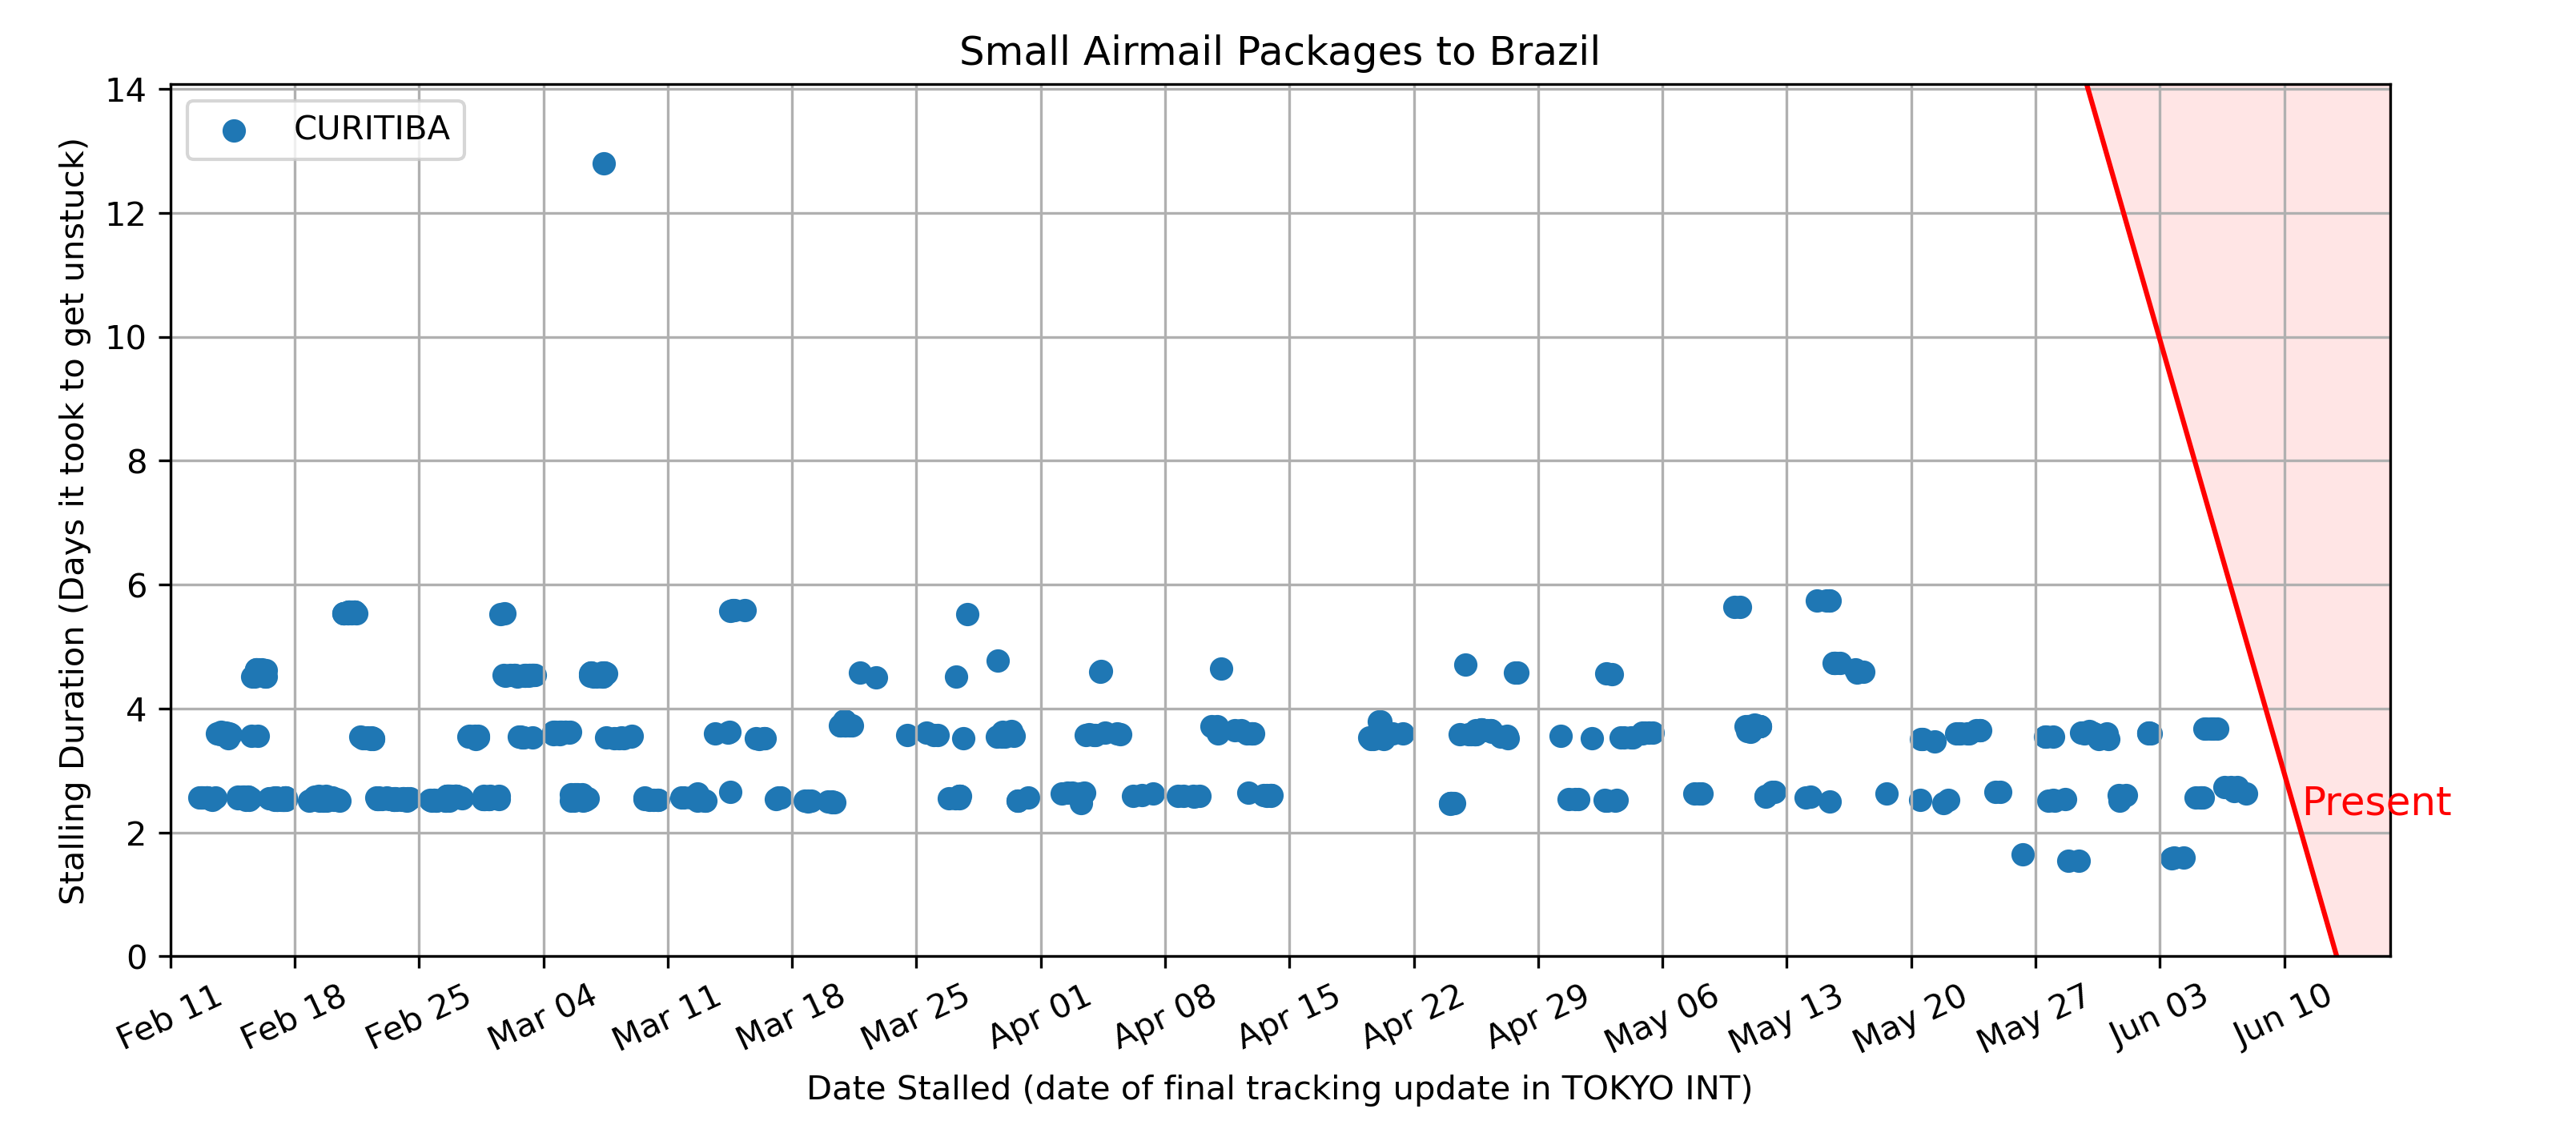 Small Airmail Packages to Brazil
CURITIBA
Stalling Duration (Days it took to get unstuck)
14
12
10
8
6
4
2
0
Present
Feb 11
Feb 18
Feb 25
Mar 04
Mar 11
Mar 18
Mar 25
Apr 01
Apr 08
Apr 15
Apr 22
Apr 29
May 06
May 13
May 20
May 27
Jun 03
Jun 10
Date Stalled (date of final tracking update in TOKYO INT)